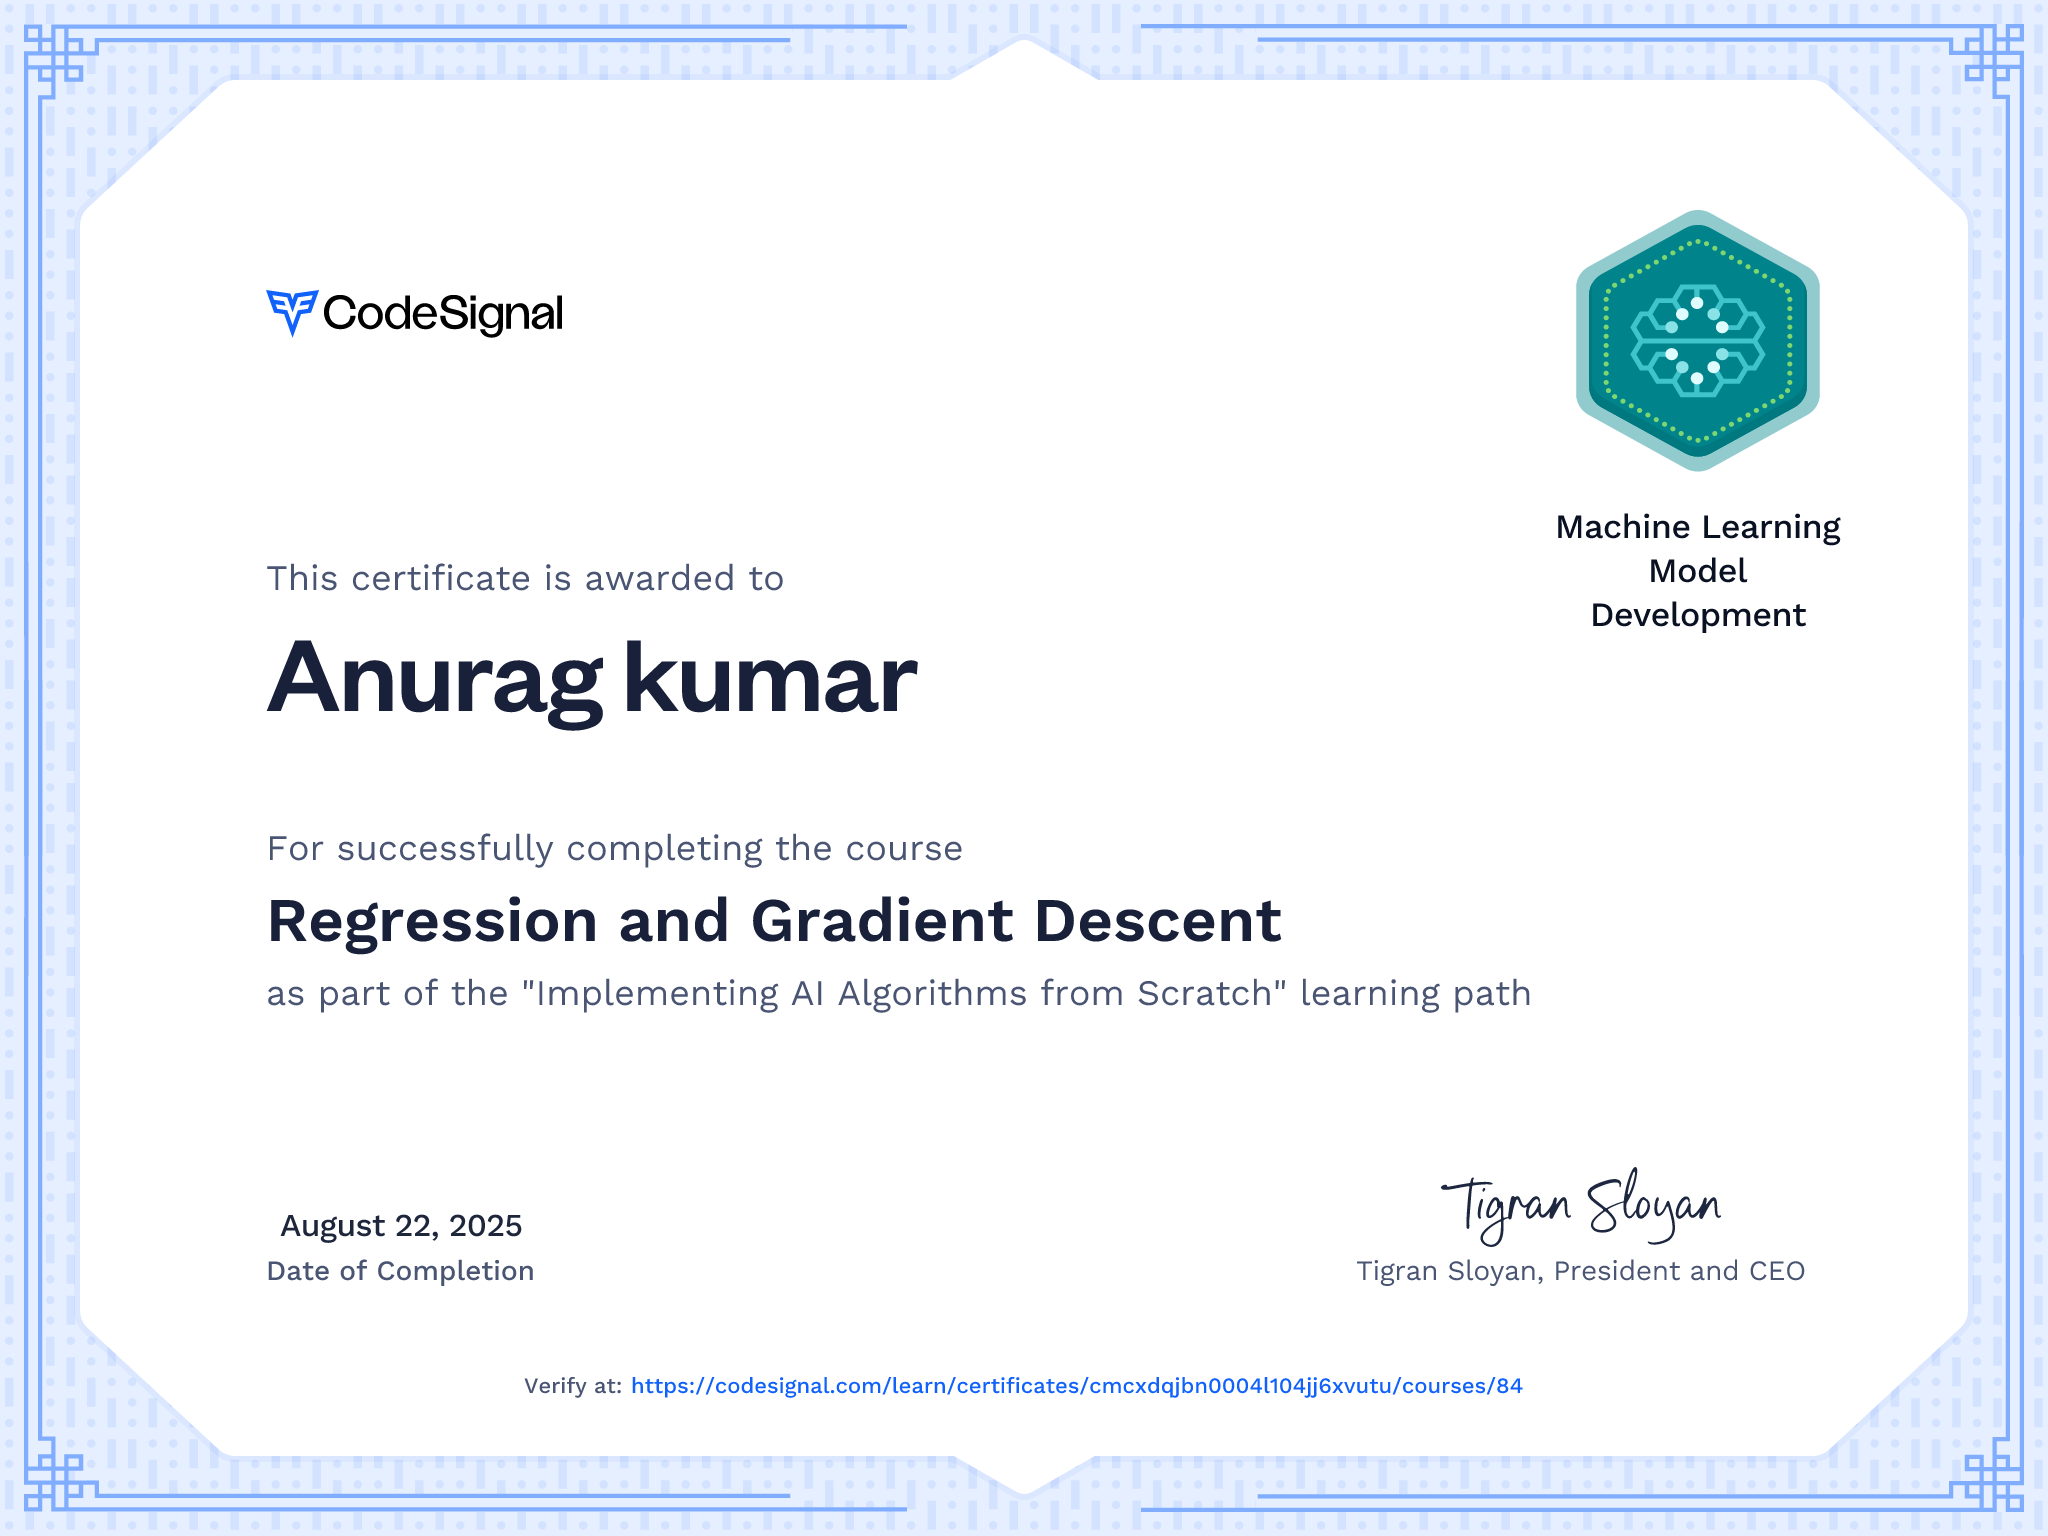 CodeSignal
Machine Learning
Model
Development
This certificate is awarded to
Anurag kumar
For successfully completing the course
Regression and Gradient Descent
as part of the "Implementing AI Algorithms from Scratch" learning path
August 22, 2025
Date of Completion
Tigran Sloyan
Tigran Sloyan, President and CEO
Verify at: https://codesignal.com/learn/certificates/cmcxdqjbn0004l104jj6xvutu/courses/84